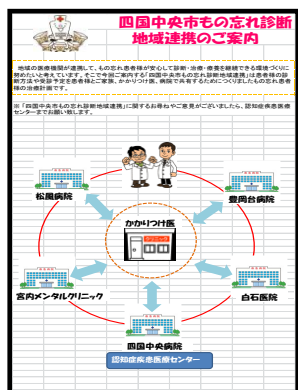 四国中央市もの忘れ診断
地域連携のご案内
地域の医療機関が連携して、もの忘れ患者様が安心して診断・治療・療養を継続できる環境づくりに
努めたいと考えています。そこで今回ご案内する「四国中央市もの忘れ診断地域連携」は患者様の診
断方法や受診予定を患者様とご家族、かかりつけ医、病院で共有するためにつくりましたもの忘れ患者
様の治療計画です。
※「四国中央市もの忘れ診断地域連携」に関するお尋ねやご意見がございましたら、認知症疾患医療
センターまでお願い致します。
松風病院
豊岡台病院
かかりつけ医
クリニック
宮内メンタルクリニック
白石医院
四国中央病院
認知症疾患医療センター